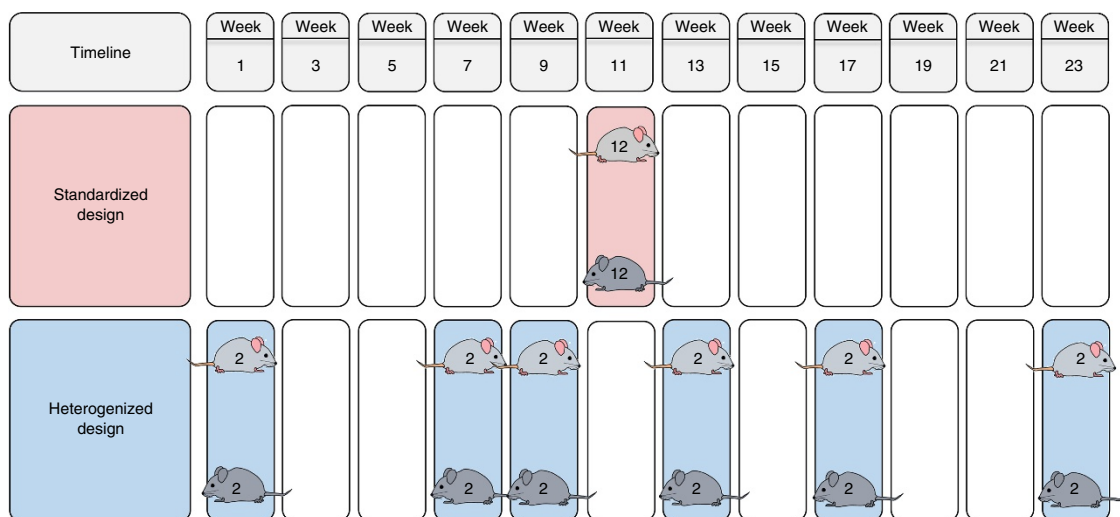 Timeline
Week Week Week Week Week Week Week Week Week Week Week Week
1 3 5 7 9 11 13 15 17 19 21 23
12
Standardized
design
12
2 2 2 2 2 2
Heterogenized
design
2 2 2 2 2 2